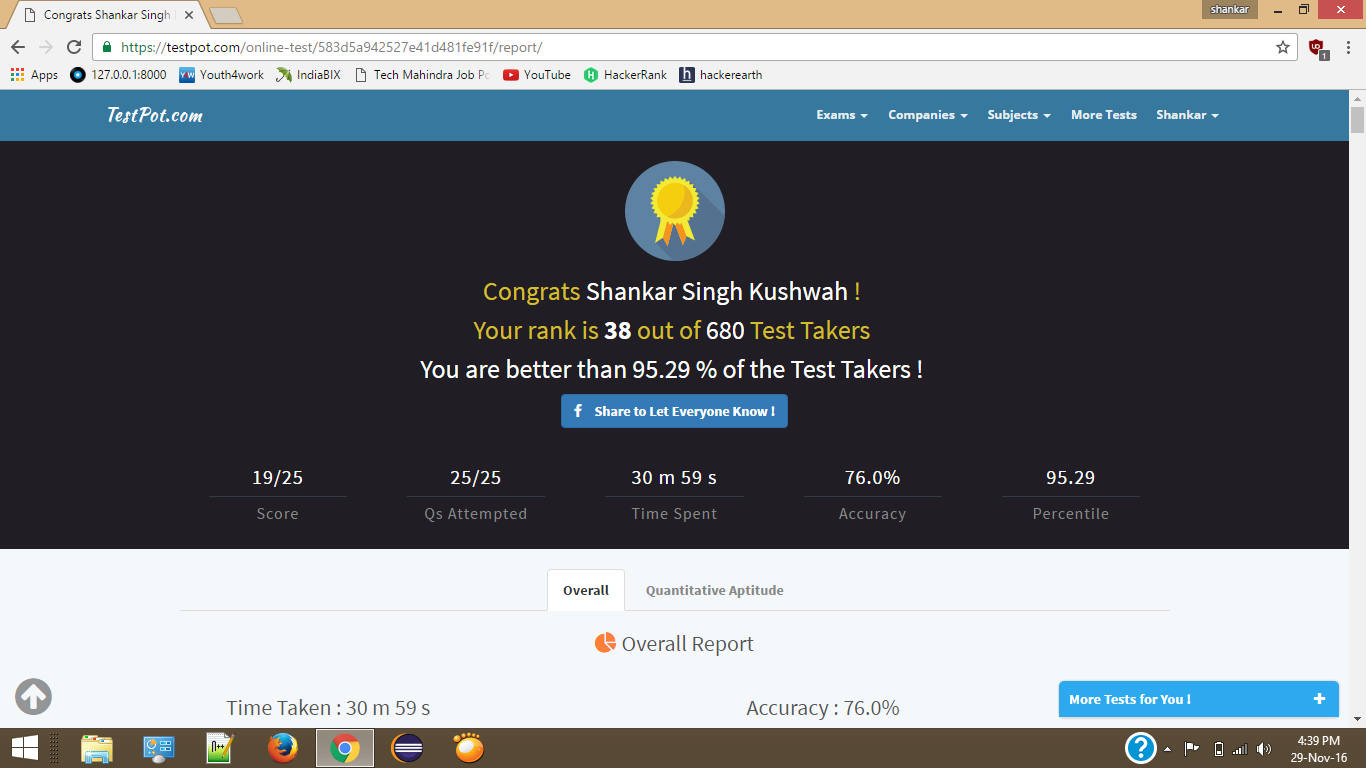 Congrats Shankar Singh
shankar
https://testpot.com/online-test/583d5a942527e41d481fe91f/report/
1
Apps 127.0.0.1:8000 Youth4work IndiaBIX Tech Mahindra Job Po YouTube HackerRank hackerearth
TestPot.com Exams Companies Subjects More Tests Shankar
Congrats Shankar Singh Kushwah !
Your rank is 38 out of 680 Test Takers
You are better than 95.29 % of the Test Takers !
Share to Let Everyone Know !
19/25 25/25 30 m 59 s 76.0% 95.29
Score Qs Attempted Time Spent Accuracy Percentile
Overall Quantitative Aptitude
Overall Report
Time Taken : 30 m 59 s Accuracy : 76.0%
More Tests for You !
4:39 PM
29-Nov-16